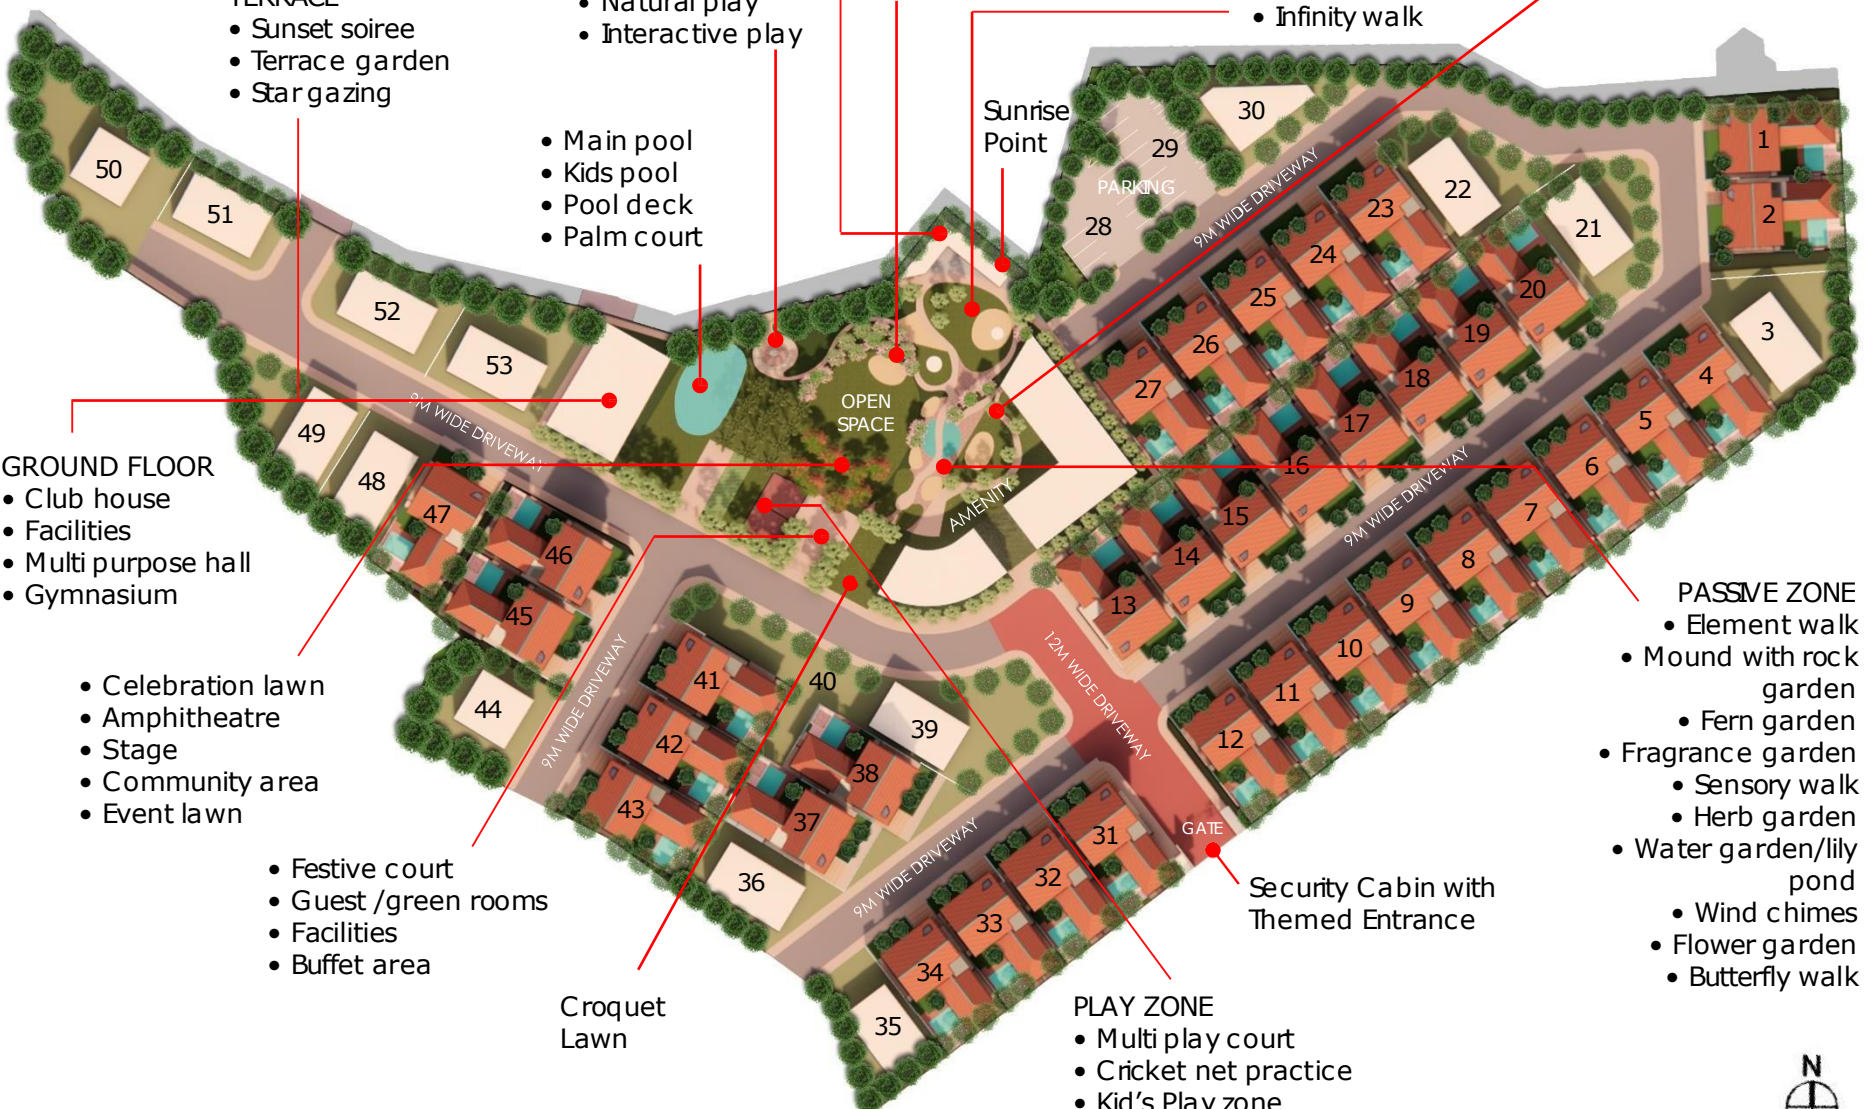 TERRACE
• Sunset soiree
• Terrace garden
• Star gazing
• Natural play
• Interactive play
• Infinity walk
• Main pool
• Kids pool
• Pool deck
• Palm court
Sunrise
Point
GROUND FLOOR
• Club house
• Facilities
• Multi purpose hall
• Gymnasium
• Celebration lawn
• Amphitheatre
• Stage
• Community area
• Event lawn
• Festive court
• Guest /green rooms
• Facilities
• Buffet area
Croquet
Lawn
PLAY ZONE
• Multi play court
• Cricket net practice
• Kid's Play zone
Security Cabin with
Themed Entrance
PASSIVE ZONE
• Element walk
• Mound with rock
garden
• Fern garden
• Fragrance garden
• Sensory walk
• Herb garden
• Water garden/lily
pond
• Wind chimes
• Flower garden
• Butterfly walk
50
51
52
53
49
48
47
46
45
44
43
42
41
40
39
38
37
36
35
34
33
32
31
30
29
28
PARKING
27
26
25
24
23
22
21
20
19
18
17
16
15
14
13
12
11
10
9
8
7
6
5
4
3
2
1
OPEN
SPACE
AMENITY
9M WIDE DRIVEWAY
9M WIDE DRIVEWAY
9M WIDE DRIVEWAY
9M WIDE DRIVEWAY
9M WIDE DRIVEWAY
12M WIDE DRIVEWAY
GATE
N